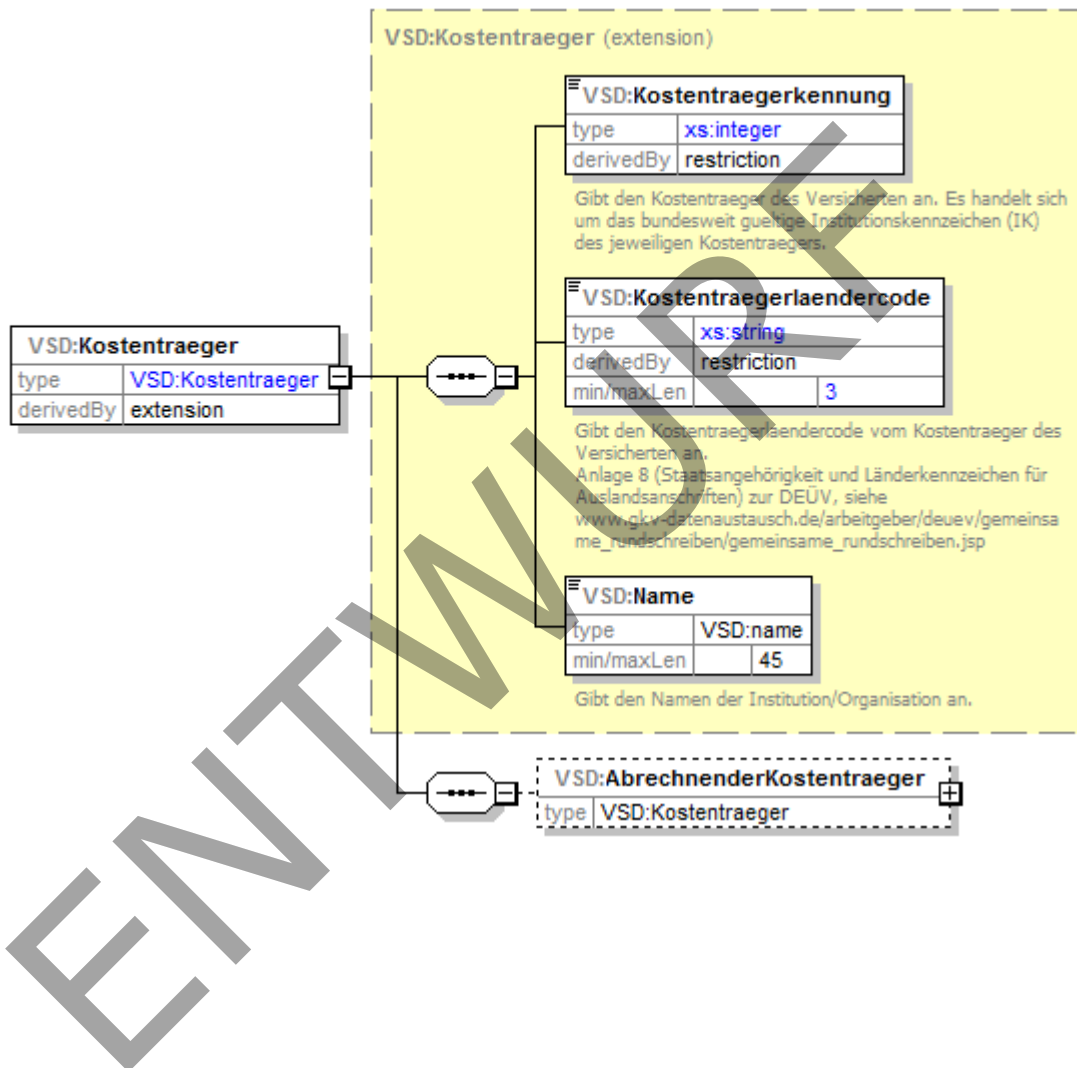 VSD:Kostentraeger (extension)
VSD:Kostentraegerkennung
type xs:integer
derivedBy restriction
Gibt den Kostentraeger des Versicherten an. Es handelt sich
um das bundesweit gueltige Institutionskennzeichen (IK)
des jeweiligen Kostentraegers.
VSD:Kostentraegerlaendercode
type xs:string
derivedBy restriction
min/maxLen 3
Gibt den Kostentraegerlaendercode vom Kostentraeger des
Versicherten an.
Anlage 8 (Staatsangehörigkeit und Länderkennzeichen für
Auslandsanschriften) zur DEÜV, siehe
www.gkv-datenaustausch.de/arbeitgeber/deuev/gemeinsa
me_rundschreiben/gemeinsame_rundschreiben.jsp
VSD:Kostentraeger
type VSD:Kostentraeger
derivedBy extension
VSD:Name
type VSD:name
min/maxLen 45
Gibt den Namen der Institution/Organisation an.
VSD:AbrechnenderKostentraeger
type VSD:Kostentraeger
ENTWURF